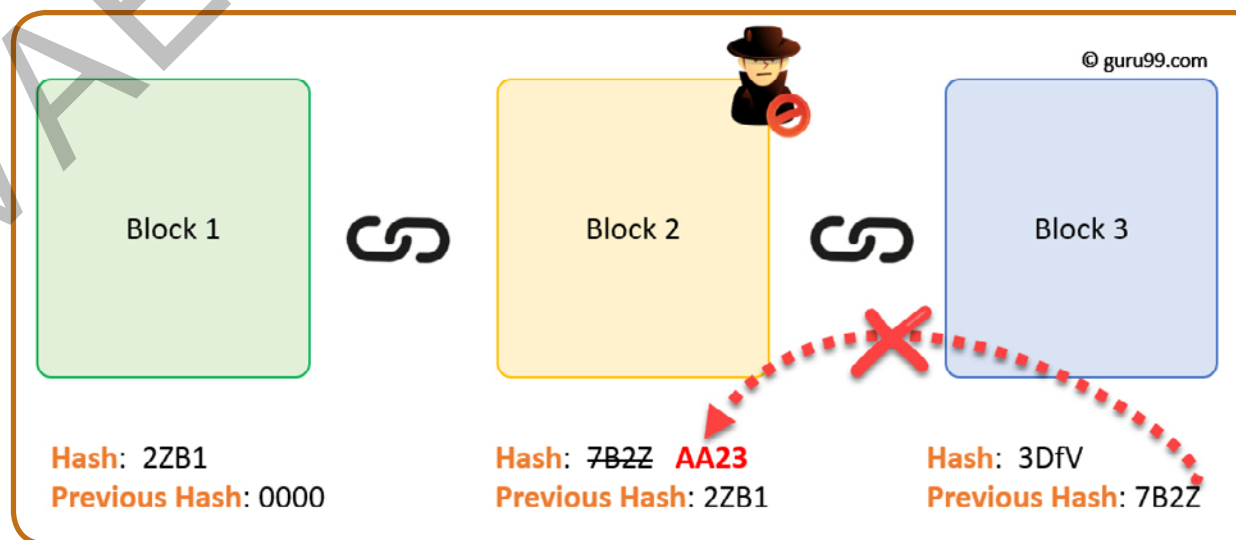 © guru99.com
Block 1
Block 2
Block 3
Hash: 2ZB1
Previous Hash: 0000
Hash: 7B2Z AA23
Previous Hash: 2ZB1
Hash: 3DfV
Previous Hash: 7B2Z